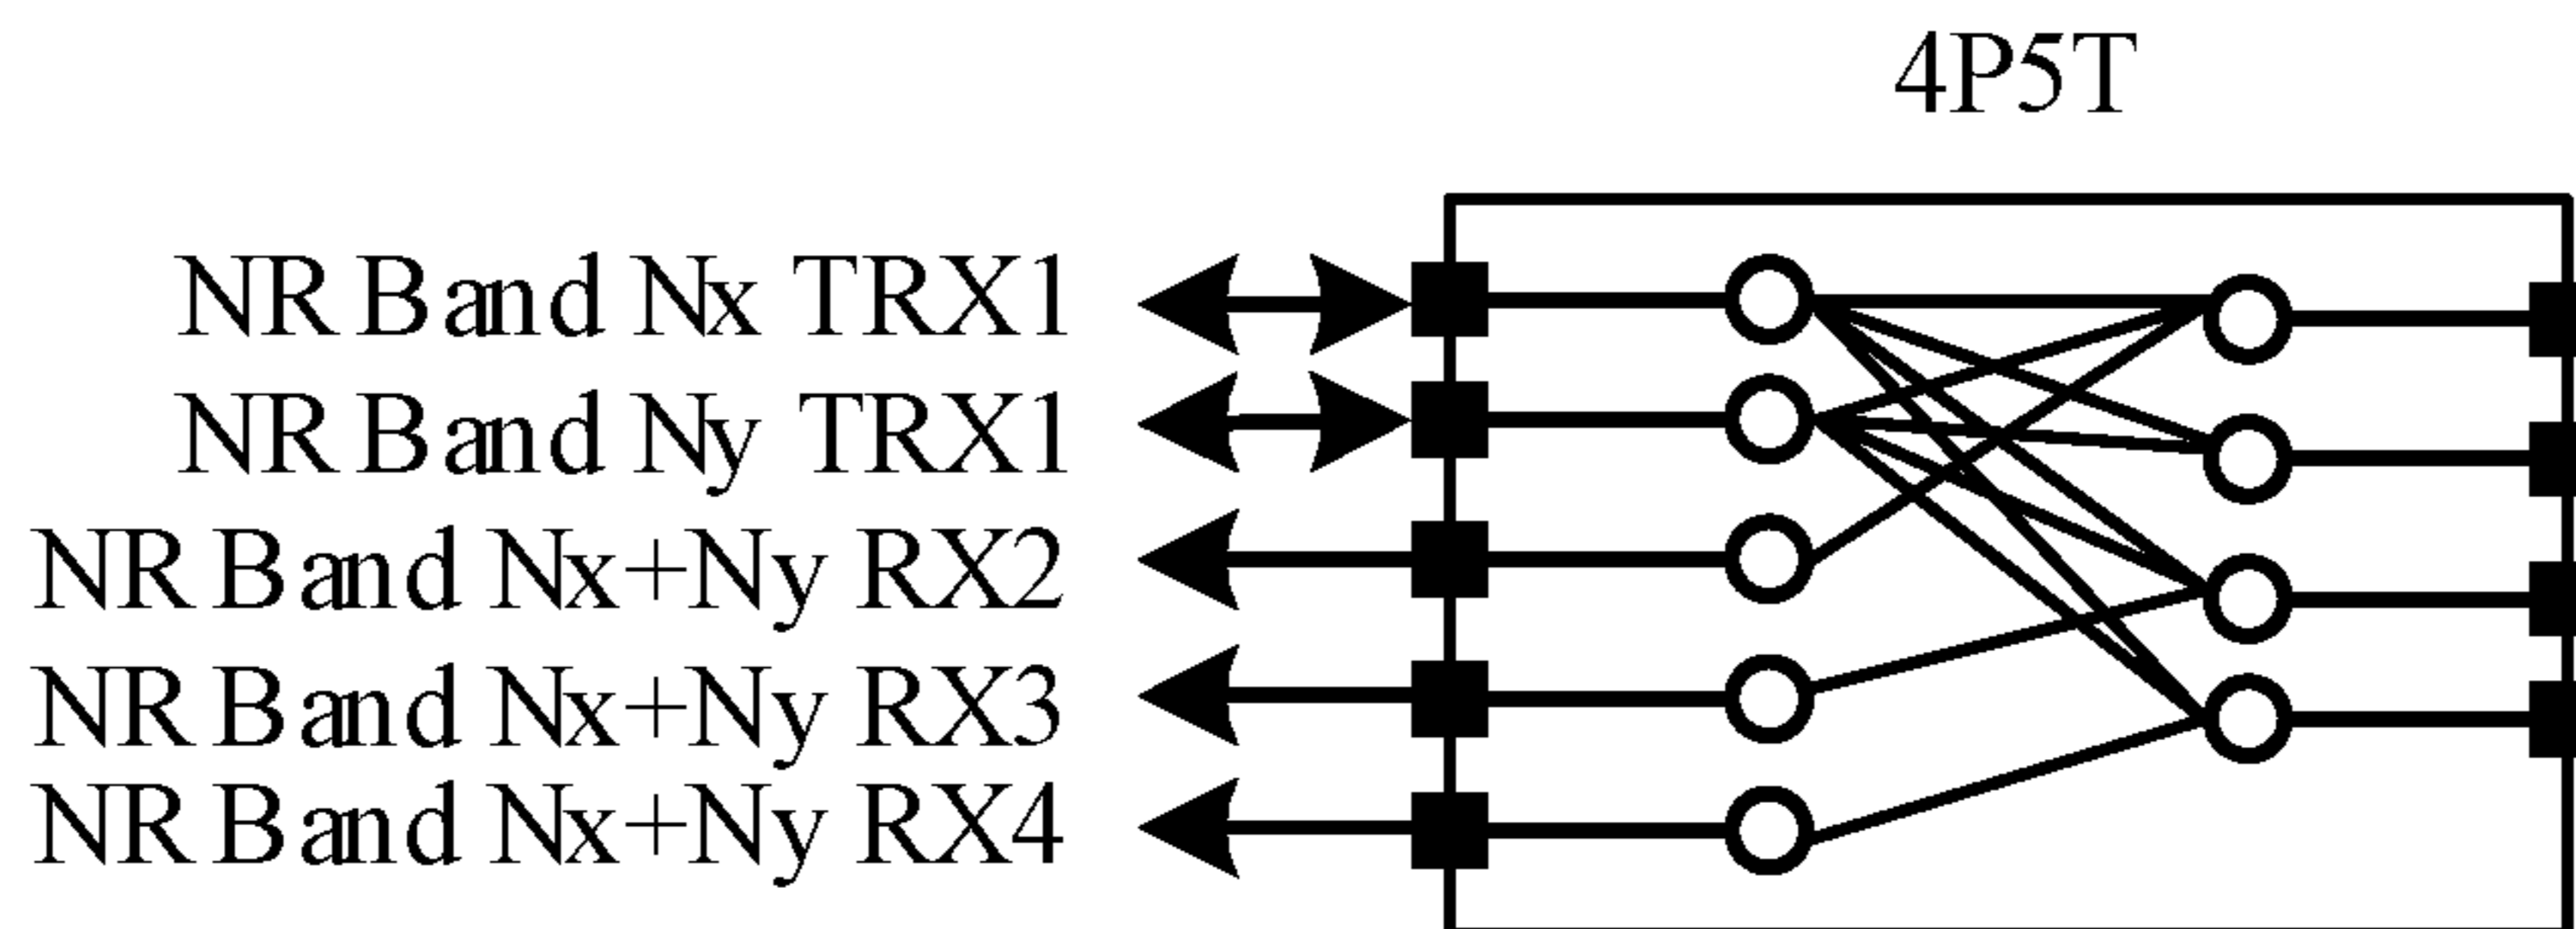 4P5T
NR Band Nx TRX1
NR Band Ny TRX1
NR Band Nx+Ny RX2
NR Band Nx+Ny RX3
NR Band Nx+Ny RX4